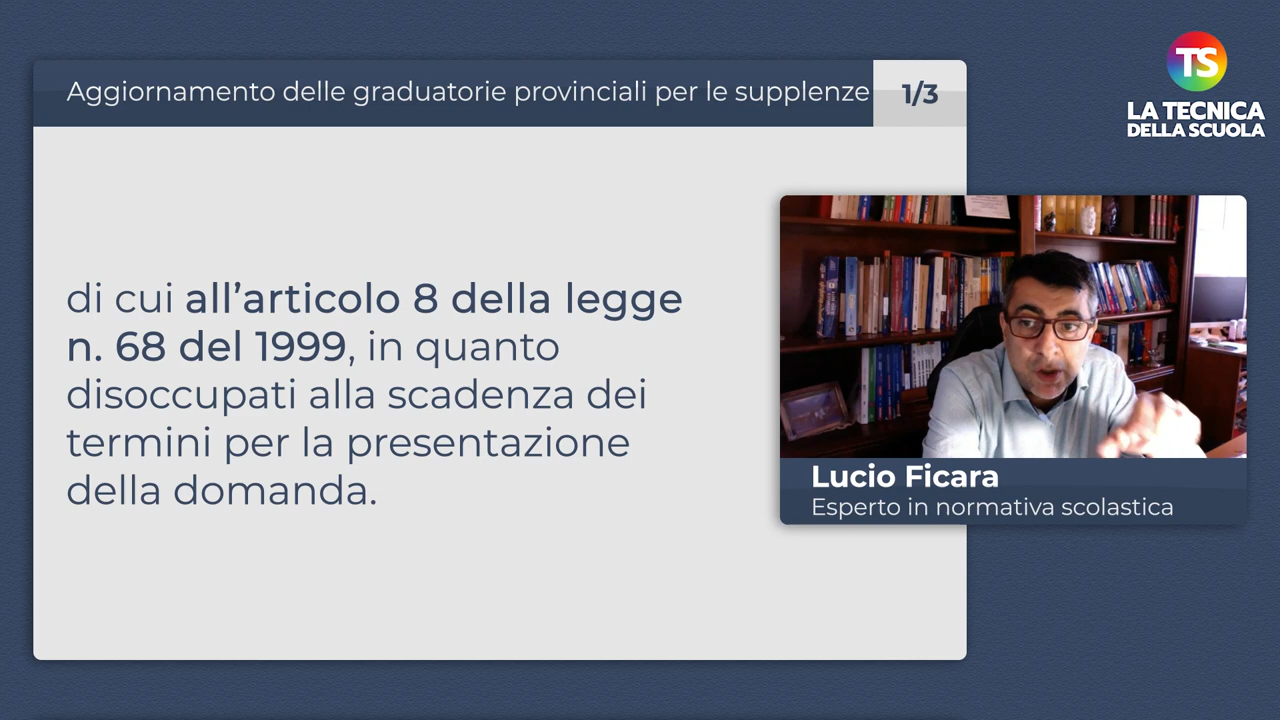 Aggiornamento delle graduatorie provinciali per le supplenze
1/3
TS
LA TECNICA
DELLA SCUOLA
di cui all’articolo 8 della legge
n. 68 del 1999, in quanto
disoccupati alla scadenza dei
termini per la presentazione
della domanda.
Lucio Ficara
Esperto in normativa scolastica